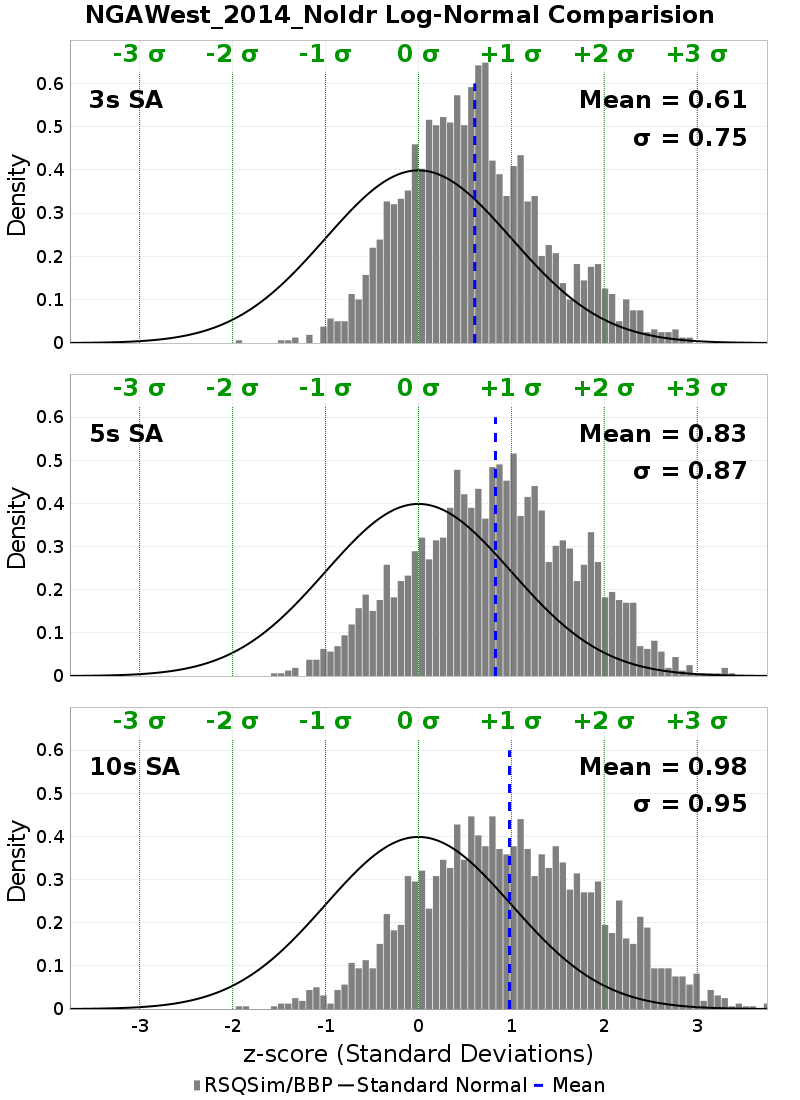 NGAWest_2014_NoIdr Log-Normal Comparision
-3 σ -2 σ -1 σ 0 σ +1 σ +2 σ +3 σ
3s SA
Mean = 0.61
σ = 0.75
Density
0.6
0.5
0.4
0.3
0.2
0.1
0
-3 σ -2 σ -1 σ 0 σ +1 σ +2 σ +3 σ
5s SA
Mean = 0.83
σ = 0.87
Density
0.6
0.5
0.4
0.3
0.2
0.1
0
-3 σ -2 σ -1 σ 0 σ +1 σ +2 σ +3 σ
10s SA
Mean = 0.98
σ = 0.95
Density
0.6
0.5
0.4
0.3
0.2
0.1
0
-3 -2 -1 0 1 2 3
z-score (Standard Deviations)
RSQSim/BBP Standard Normal Mean